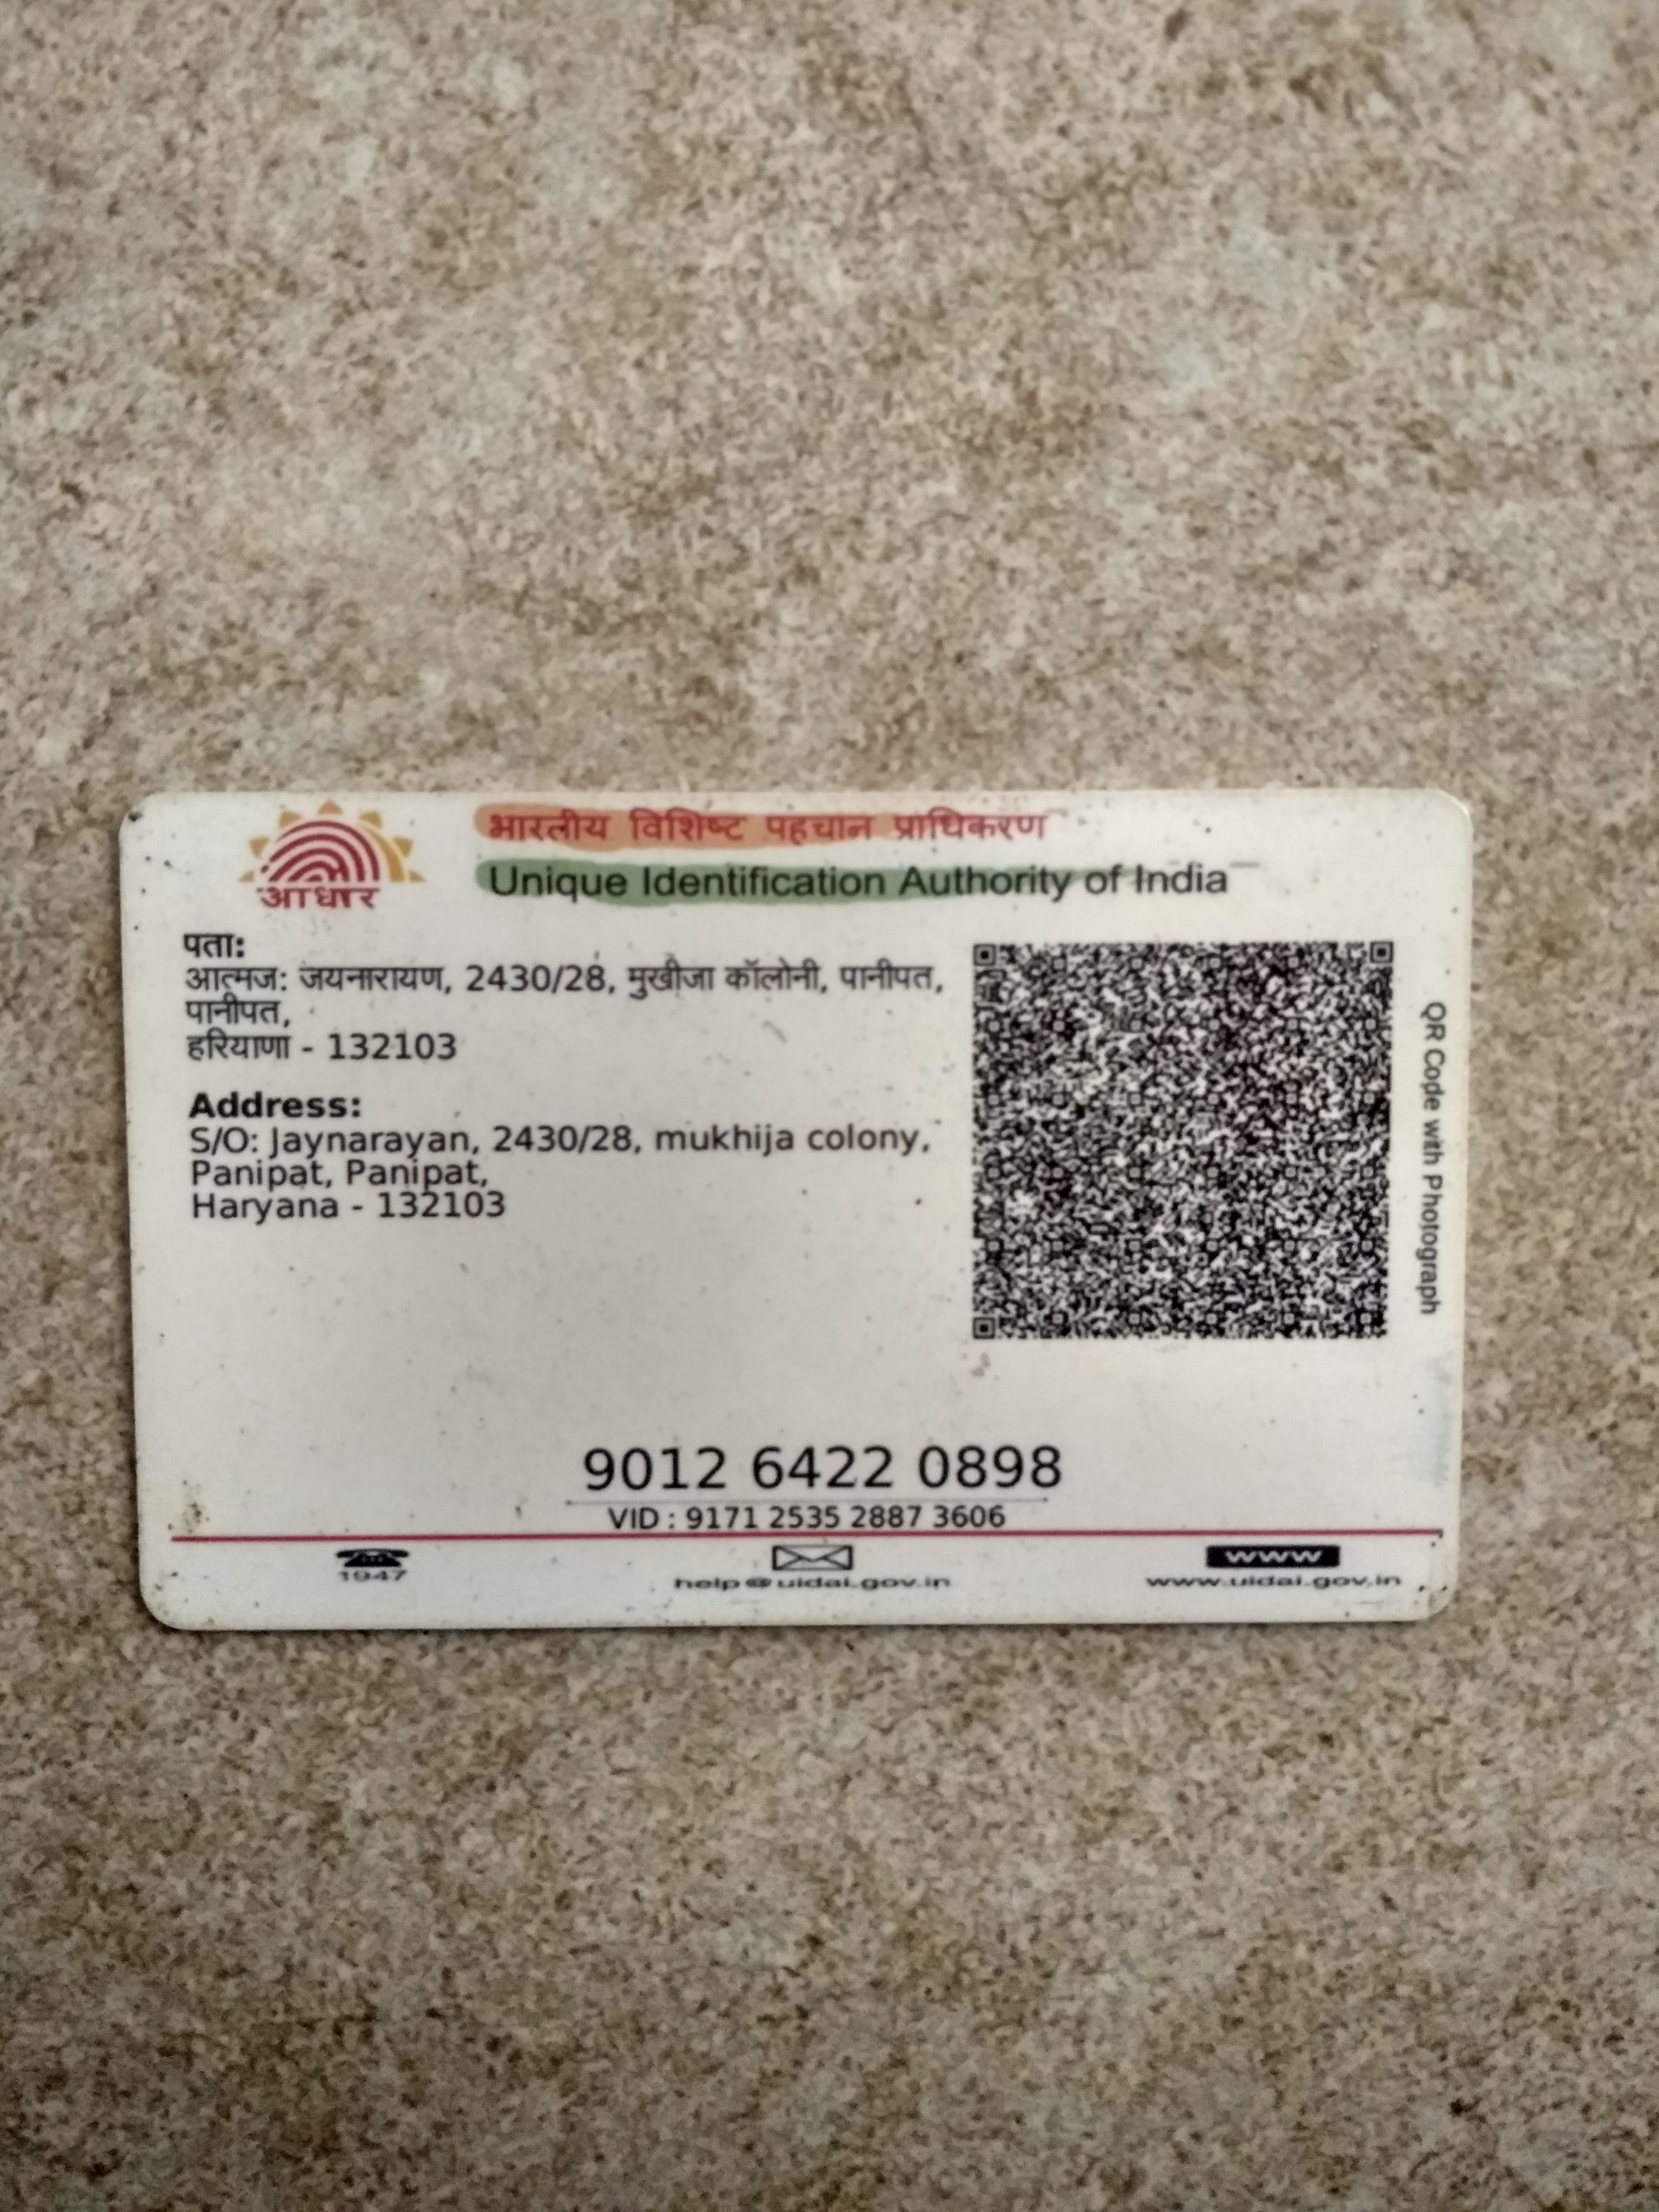 आधार
भारतीय विशिष्ट पहचान प्राधिकरण
Unique Identification Authority of India
पता:
आत्मज: जयनारायण, 2430/28, मुखीजा कॉलोनी, पानीपत,
पानीपत,
हरियाणा - 132103
Address:
S/O: Jaynarayan, 2430/28, mukhija colony,
Panipat, Panipat,
Haryana - 132103
QR Code with Photograph
9012 6422 0898
VID : 9171 2535 2887 3606
1947
help@uidai.gov.in
www
www.uidai.gov.in